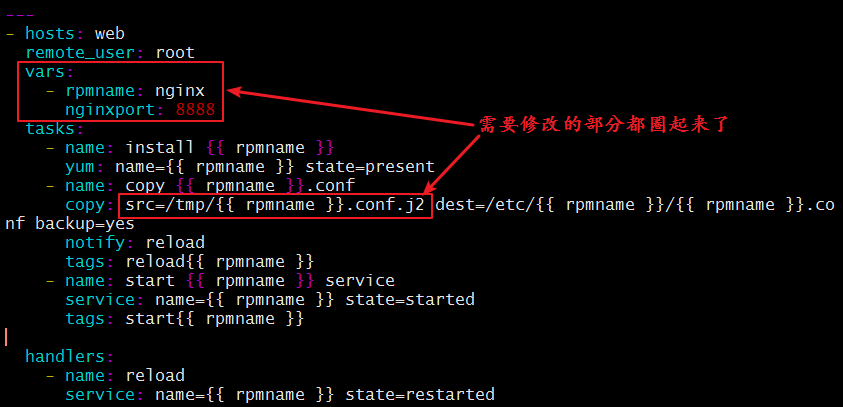 ---
- hosts: web
  remote_user: root
  vars:
    - rpmname: nginx
      nginxport: 8888
  tasks:
需要修改的部分都圈起来了
    - name: install {{ rpmname }}
      yum: name={{ rpmname }} state=present
    - name: copy {{ rpmname }}.conf
      copy: src=/tmp/{{ rpmname }}.conf.j2 dest=/etc/{{ rpmname }}/{{ rpmname }}.co
nf backup=yes
      notify: reload
      tags: reload{{ rpmname }}
    - name: start {{ rpmname }} service
      service: name={{ rpmname }} state=started
      tags: start{{ rpmname }}
  handlers:
    - name: reload
      service: name={{ rpmname }} state=restarted